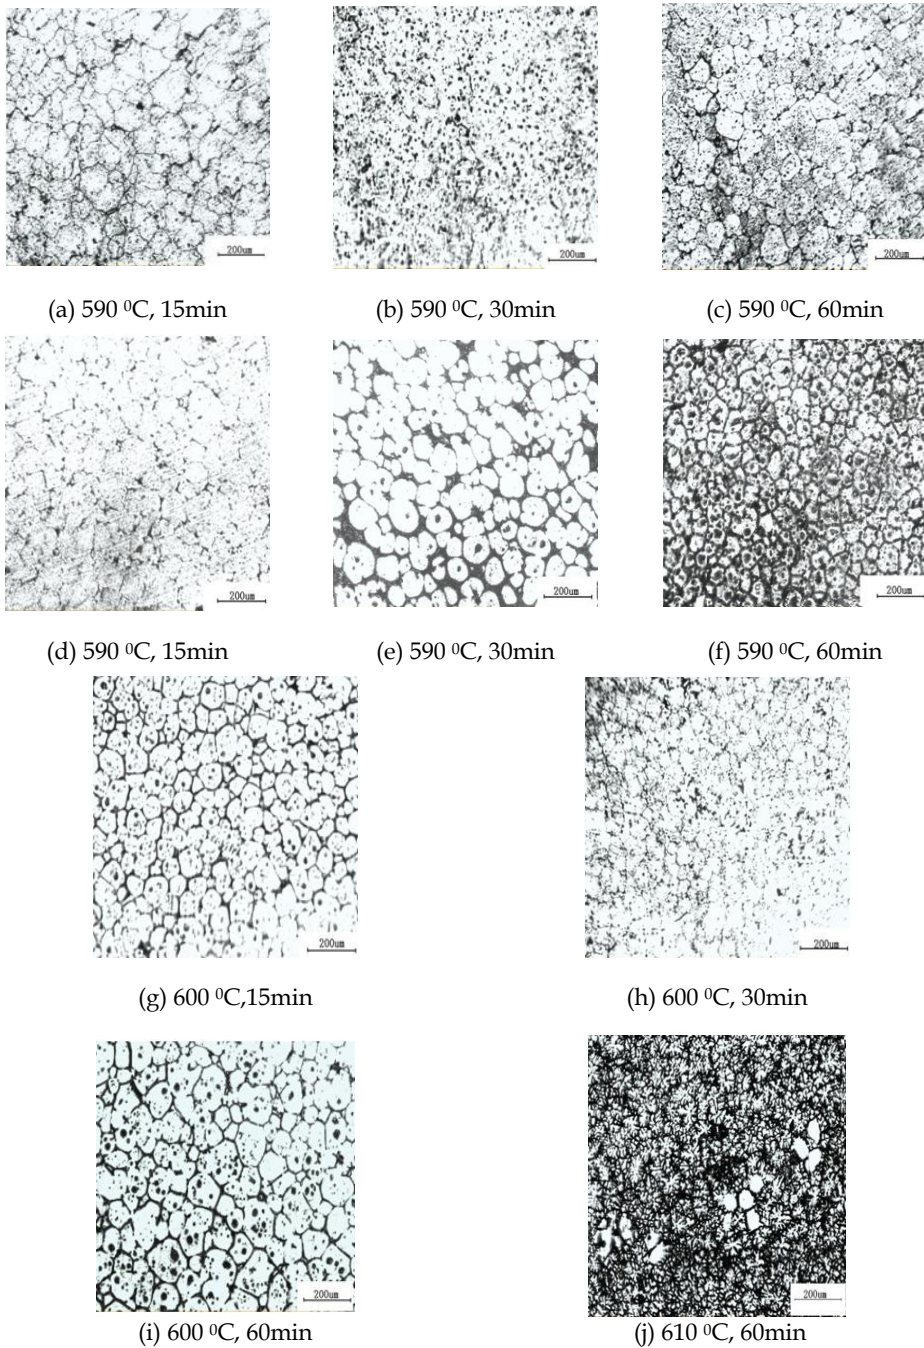 200um 200um 200um
(a) 590 ⁰C, 15min (b) 590 ⁰C, 30min (c) 590 ⁰C, 60min
200um 200um 200um
(d) 590 ⁰C, 15min (e) 590 ⁰C, 30min (f) 590 ⁰C, 60min
200um 200um
(g) 600 ⁰C,15min (h) 600 ⁰C, 30min
200um 200um
(i) 600 ⁰C, 60min (j) 610 ⁰C, 60min